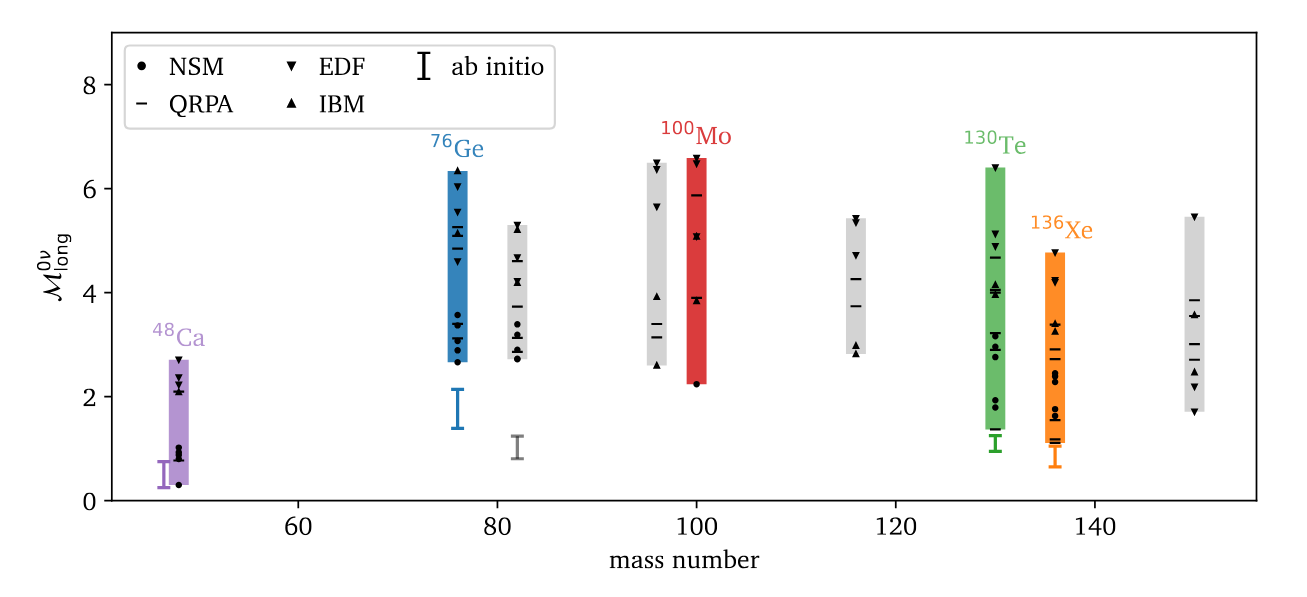 NSM EDF ab initio
QRPA IBM
⁴⁸Ca
⁷⁶Ge
¹⁰⁰Mo
¹³⁰Te
¹³⁶Xe
ℳ⁰ᵛlong
8
6
4
2
0
60 80 100 120 140
mass number